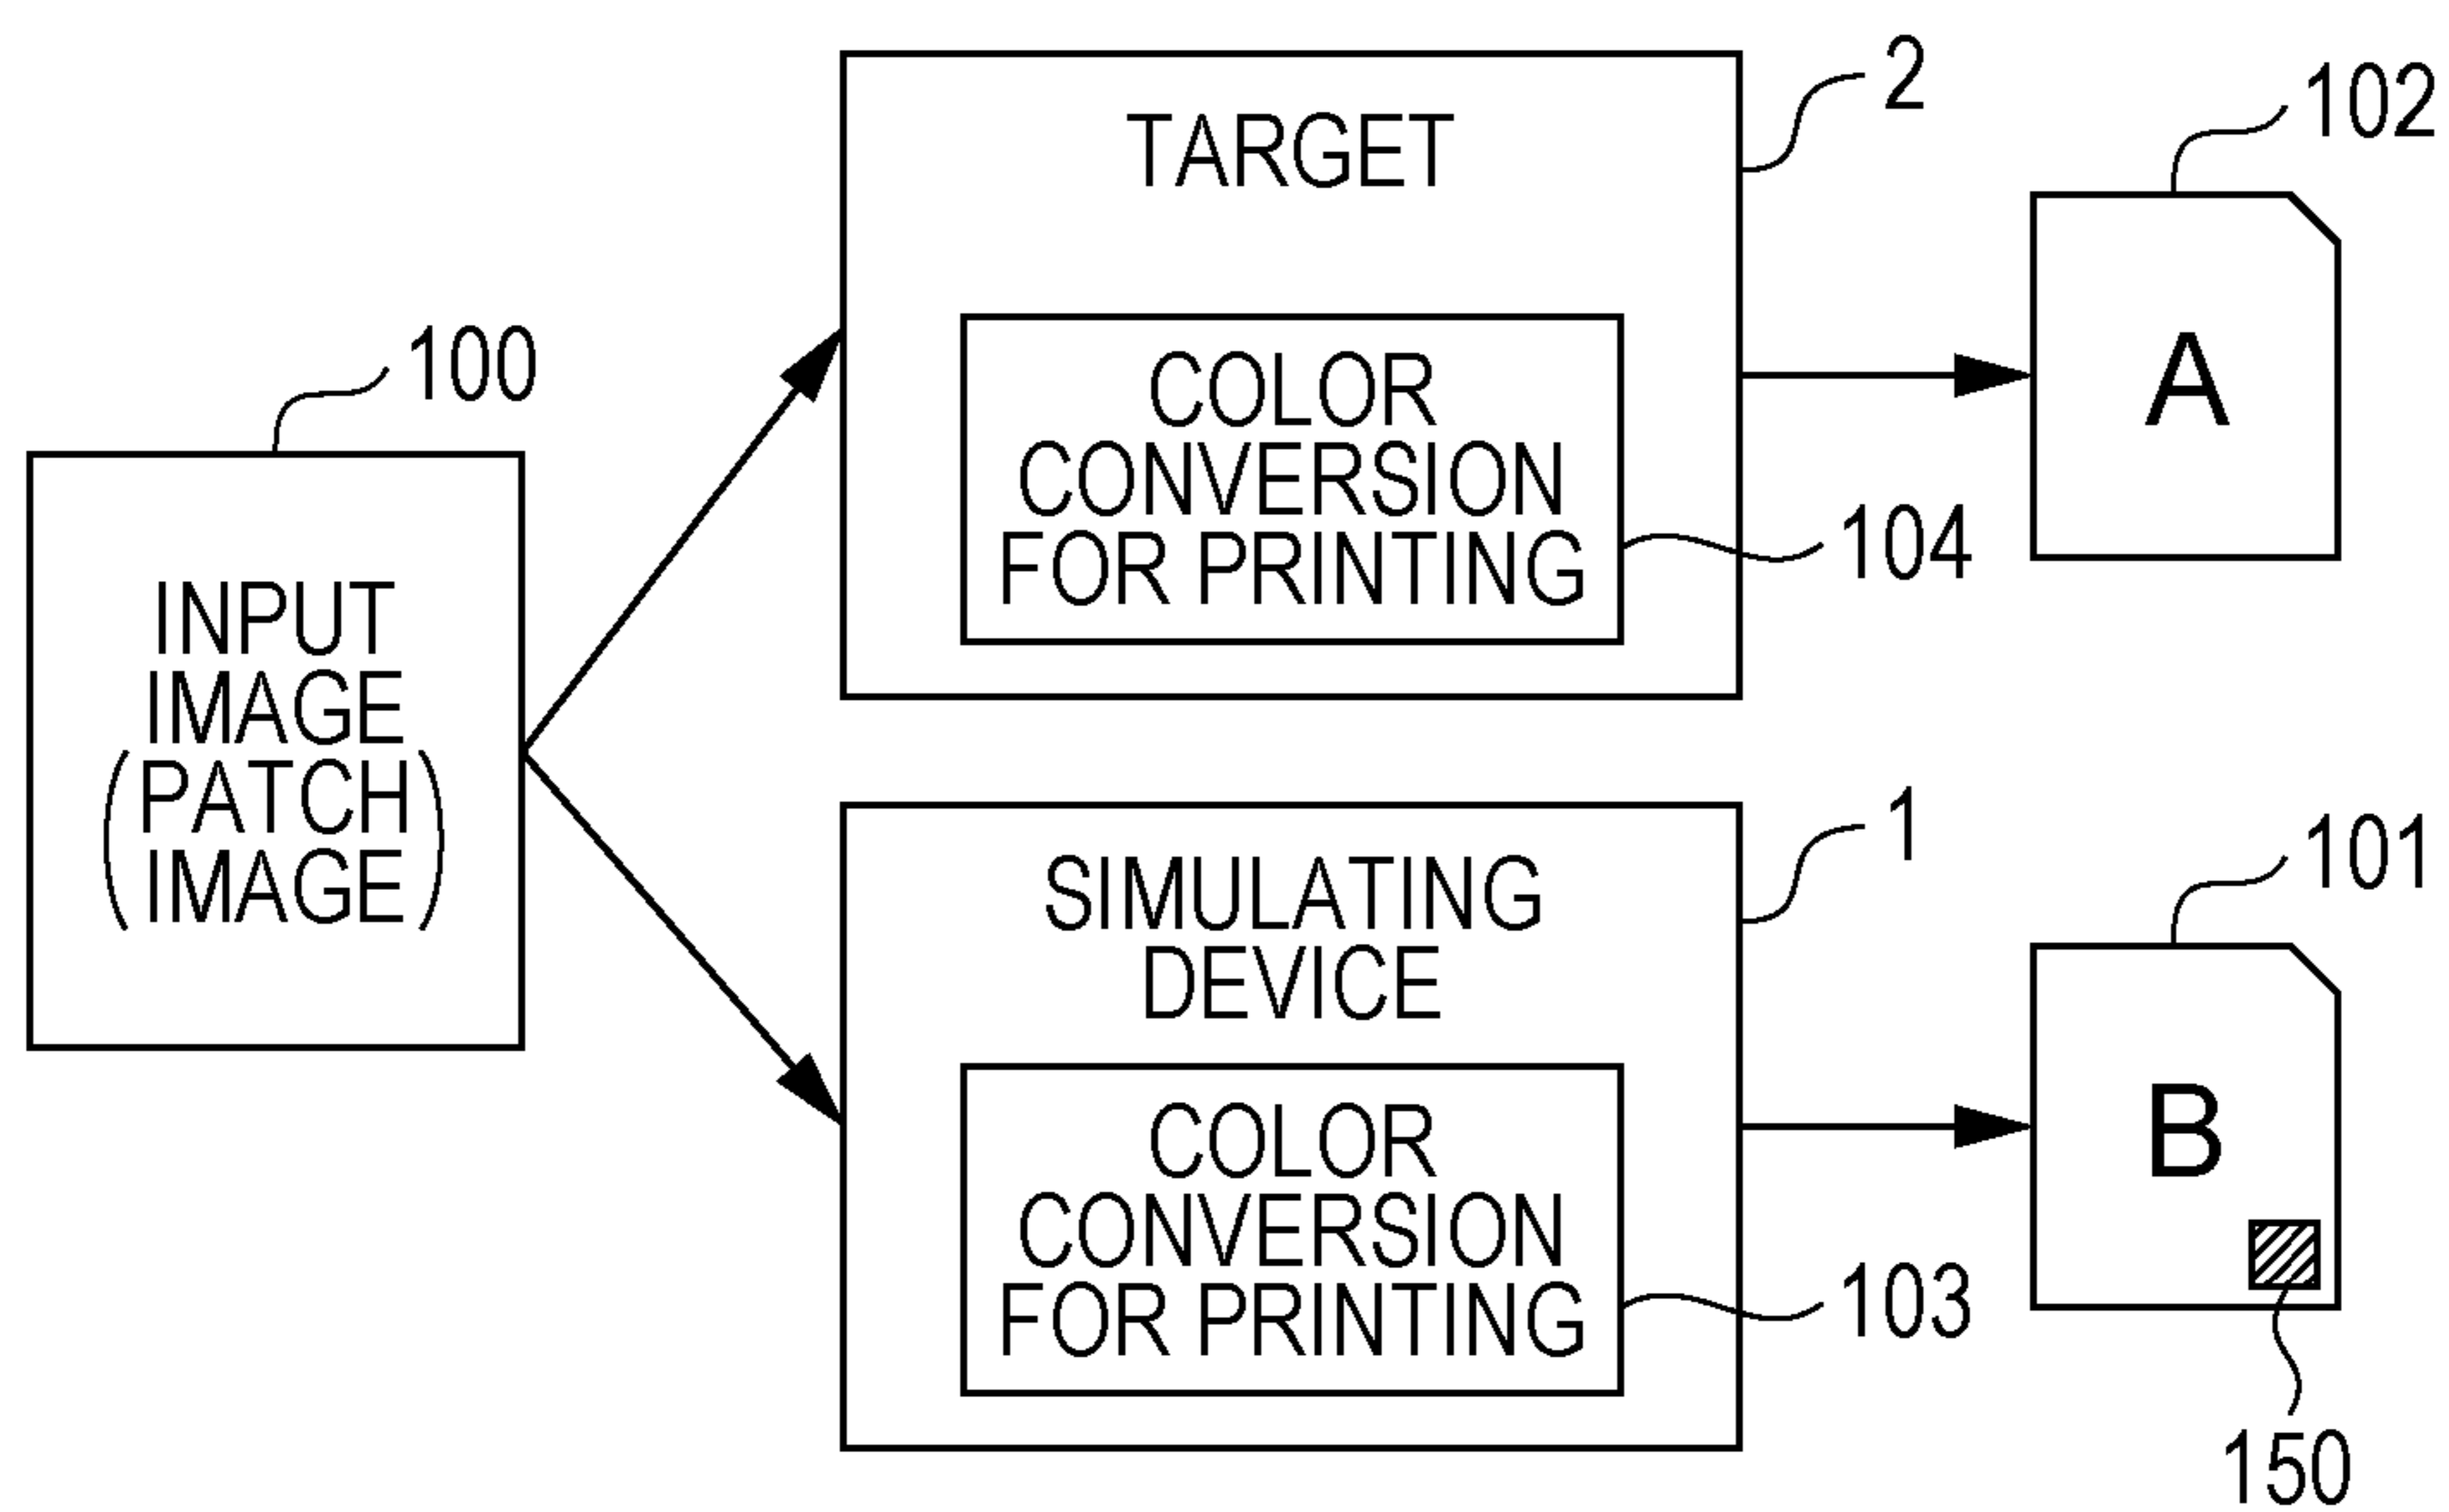 100
INPUT
IMAGE
(PATCH
IMAGE)
2
TARGET
COLOR
CONVERSION
FOR PRINTING
104
102
A
1
SIMULATING
DEVICE
COLOR
CONVERSION
FOR PRINTING
103
101
B
150